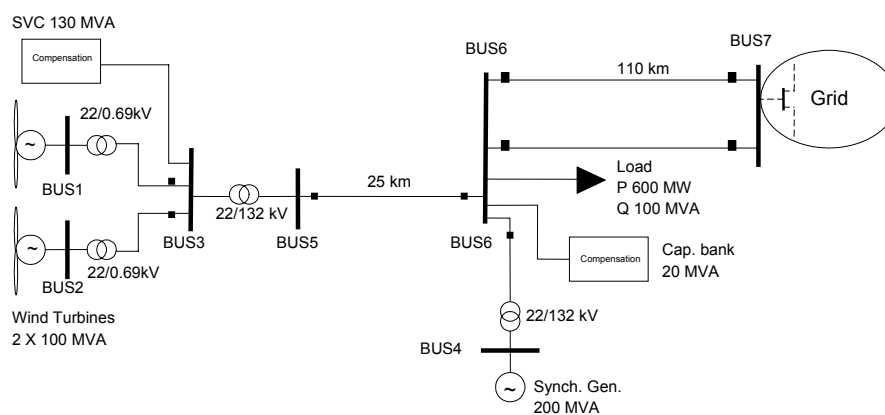 SVC 130 MVA
Compensation
22/0.69kV
~
BUS1
~
22/0.69kV
BUS2
Wind Turbines
2 X 100 MVA
BUS3
22/132 kV
BUS5
25 km
BUS6
110 km
BUS7
Grid
Load
P 600 MW
Q 100 MVA
BUS6
Compensation
Cap. bank
20 MVA
22/132 kV
BUS4
~
Synch. Gen.
200 MVA